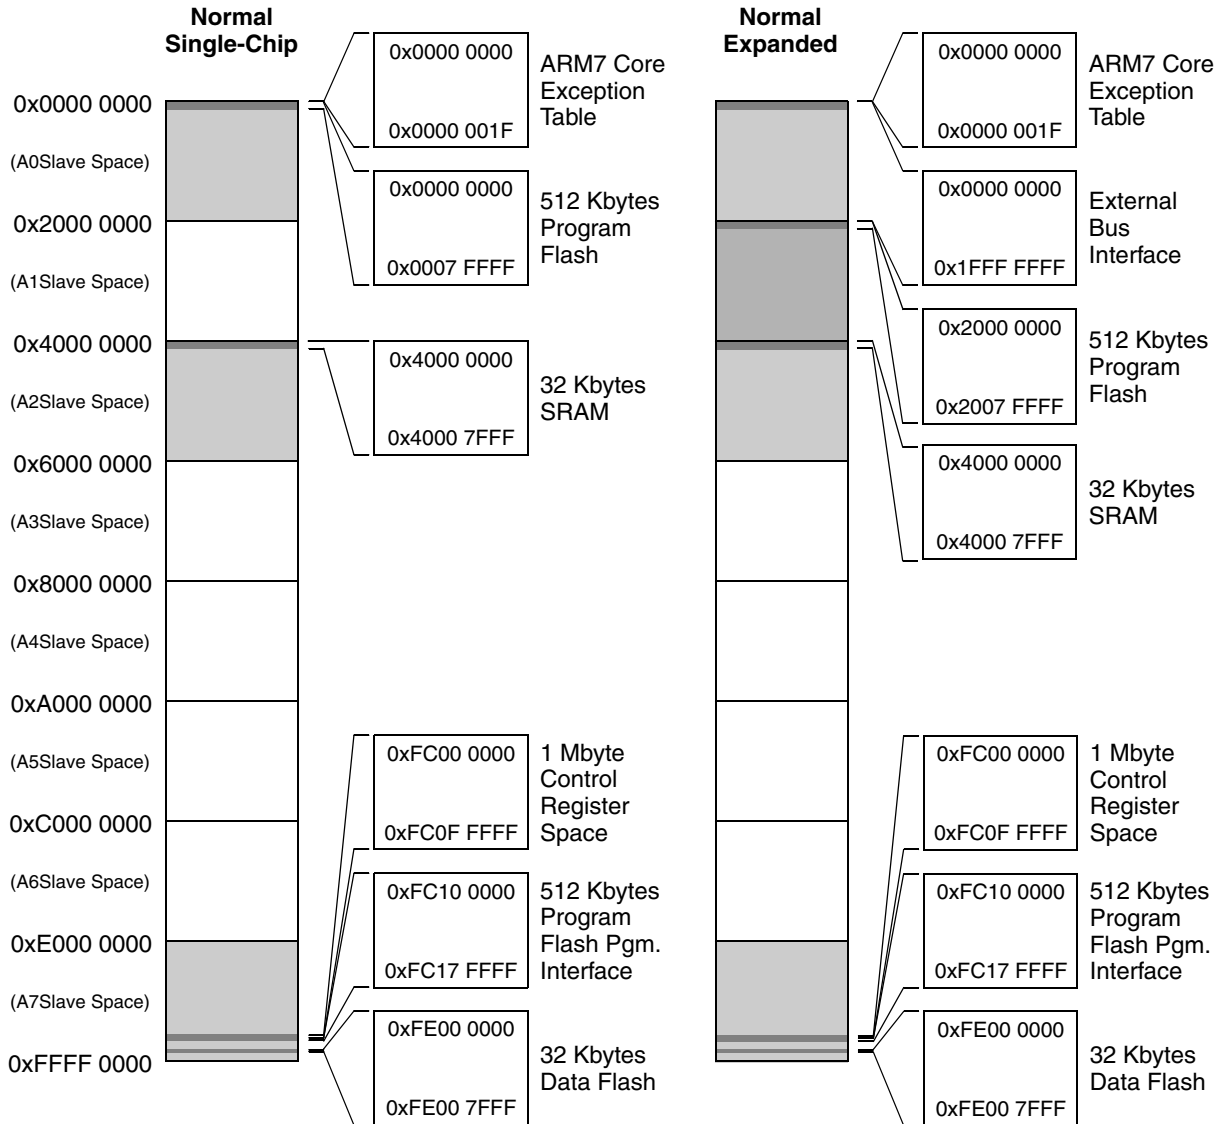 Normal
Single-Chip
0x0000 0000
(A0Slave Space)
0x2000 0000
(A1Slave Space)
0x4000 0000
(A2Slave Space)
0x6000 0000
(A3Slave Space)
0x8000 0000
(A4Slave Space)
0xA000 0000
(A5Slave Space)
0xC000 0000
(A6Slave Space)
0xE000 0000
(A7Slave Space)
0xFFFF 0000
0x0000 0000
0x0000 001F
ARM7 Core
Exception
Table
0x0000 0000
0x0007 FFFF
512 Kbytes
Program
Flash
0x4000 0000
0x4000 7FFF
32 Kbytes
SRAM
0xFC00 0000
0xFC0F FFFF
1 Mbyte
Control
Register
Space
0xFC10 0000
0xFC17 FFFF
512 Kbytes
Program
Flash Pgm.
Interface
0xFE00 0000
0xFE00 7FFF
32 Kbytes
Data Flash
Normal
Expanded
0x0000 0000
0x0000 001F
ARM7 Core
Exception
Table
0x0000 0000
0x1FFF FFFF
External
Bus
Interface
0x2000 0000
0x2007 FFFF
512 Kbytes
Program
Flash
0x4000 0000
0x4000 7FFF
32 Kbytes
SRAM
0xFC00 0000
0xFC0F FFFF
1 Mbyte
Control
Register
Space
0xFC10 0000
0xFC17 FFFF
512 Kbytes
Program
Flash Pgm.
Interface
0xFE00 0000
0xFE00 7FFF
32 Kbytes
Data Flash